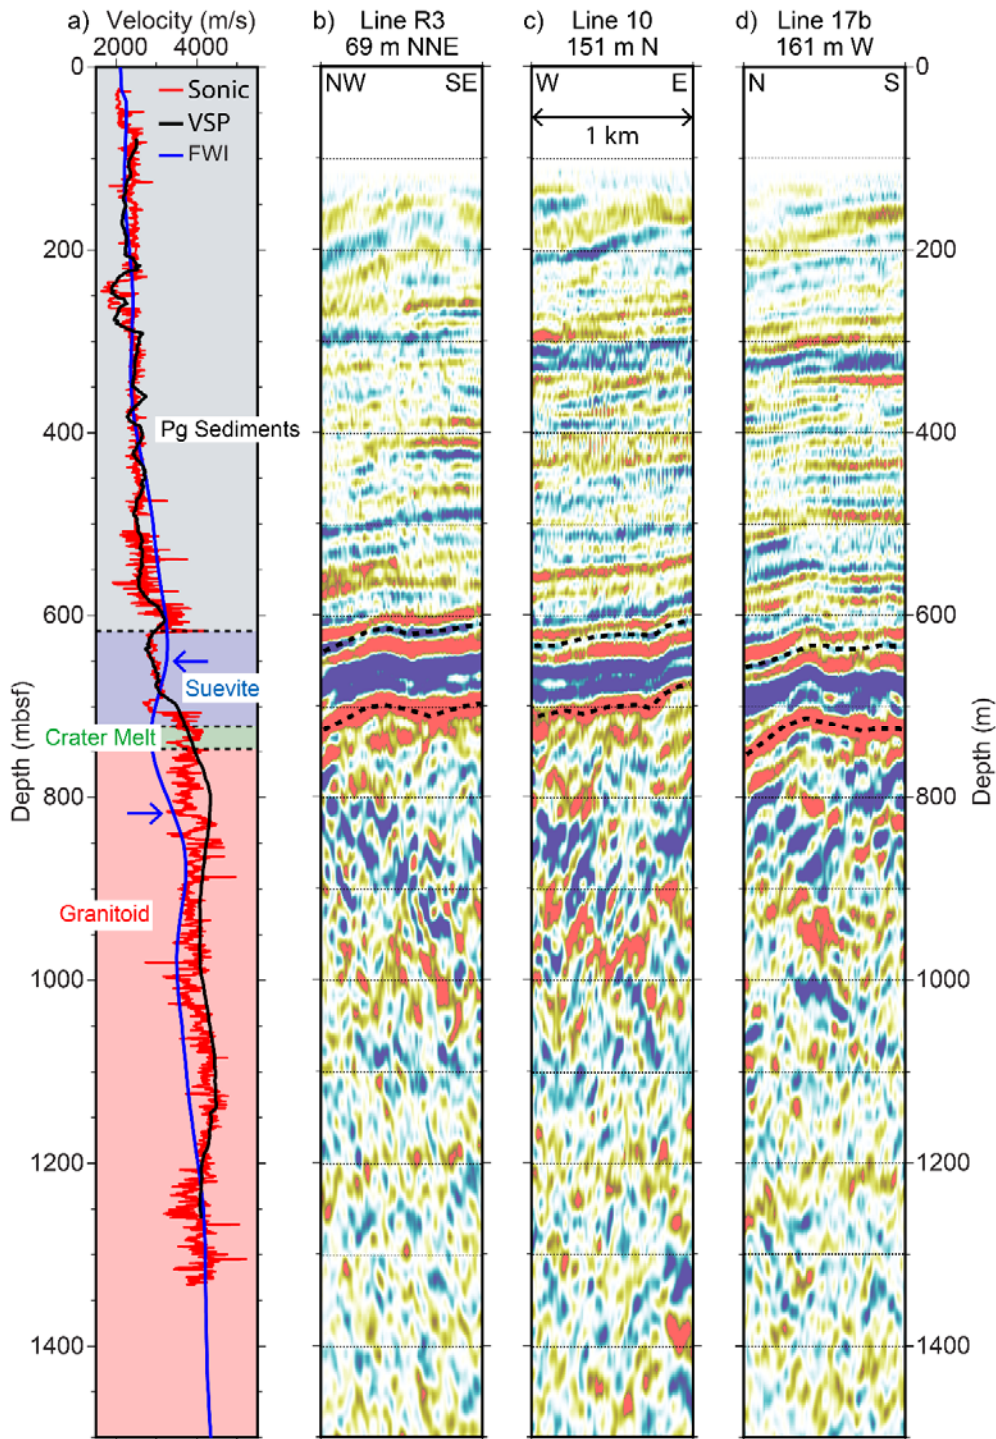 a) Velocity (m/s)
2000 4000
b) Line R3
69 m NNE
c) Line 10
151 m N
d) Line 17b
161 m W
0
200
400
600
800
1000
1200
1400
Depth (mbsf)
Sonic
VSP
FWI
Pg Sediments
Suevite
Crater Melt
Granitoid
NW SE
W E
1 km
N S
0
200
400
600
800
1000
1200
1400
Depth (m)